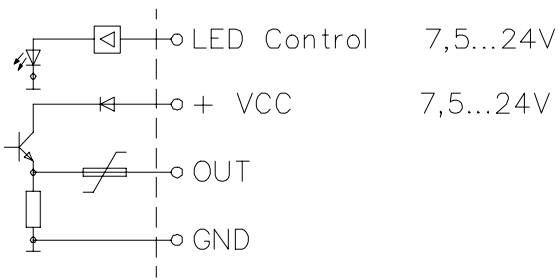 LED Control 7,5...24V
+ VCC 7,5...24V
OUT
GND